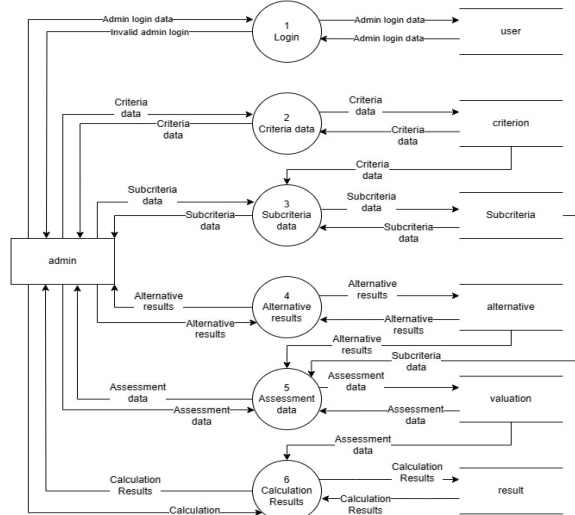 Admin login data
Invalid admin login
1
Login
Admin login data
Admin login data
user
Criteria
data
Criteria
data
2
Criteria data
Criteria
data
Criteria
data
criterion
Criteria
data
Subcriteria
data
Subcriteria
data
3
Subcriteria
data
Subcriteria
data
Subcriteria
data
Subcriteria
admin
Alternative
results
Alternative
results
4
Alternative
results
Alternative
results
Alternative
results
alternative
Alternative
results
Subcriteria
data
Assessment
data
Assessment
data
5
Assessment
data
Assessment
data
Assessment
data
valuation
Assessment
data
Calculation
Results
Calculation
6
Calculation
Results
Calculation
Results
Calculation
Results
result